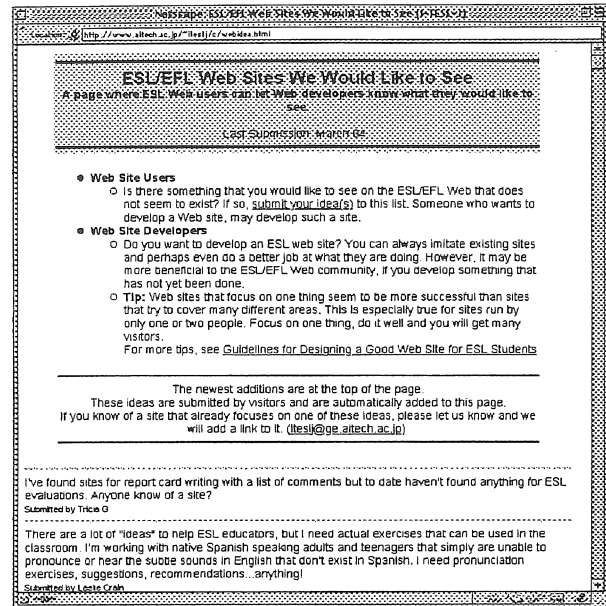 Netscape: ESL/EFL Web Sites We Would Like to See (I-TESL-J)
Location: http://www.aitech.ac.jp/~iteslj/s/webidea.html
ESL/EFL Web Sites We Would Like to See
A page where ESL Web users can let Web developers know what they would like to
see
Last Submission: March 04
Web Site Users
Is there something that you would like to see on the ESL/EFL Web that does
not seem to exist? If so, submit your idea(s) to this list. Someone who wants to
develop a Web site, may develop such a site.
Web Site Developers
Do you want to develop an ESL web site? You can always imitate existing sites
and perhaps even do a better job at what they are doing. However, it may be
more beneficial to the ESL/EFL Web community, if you develop something that
has not yet been done.
Tip: Web sites that focus on one thing seem to be more successful than sites
that try to cover many different areas. This is especially true for sites run by
only one or two people. Focus on one thing, do it well and you will get many
visitors.
For more tips, see Guidelines for Designing a Good Web Site for ESL Students
The newest additions are at the top of the page.
These ideas are submitted by visitors and are automatically added to this page.
If you know of a site that already focuses on one of these ideas, please let us know and we
will add a link to it. (iteslj@ge.aitech.ac.jp)
I've found sites for report card writing with a list of comments but to date haven't found anything for ESL
evaluations. Anyone know of a site?
Submitted by Tricia G
There are a lot of "ideas" to help ESL educators, but I need actual exercises that can be used in the
classroom. I'm working with native Spanish speaking adults and teenagers that simply are unable to
pronounce or hear the subtle sounds in English that don't exist in Spanish. I need pronunciation
exercises, suggestions, recommendations...anything!
Submitted by Leslie Crain